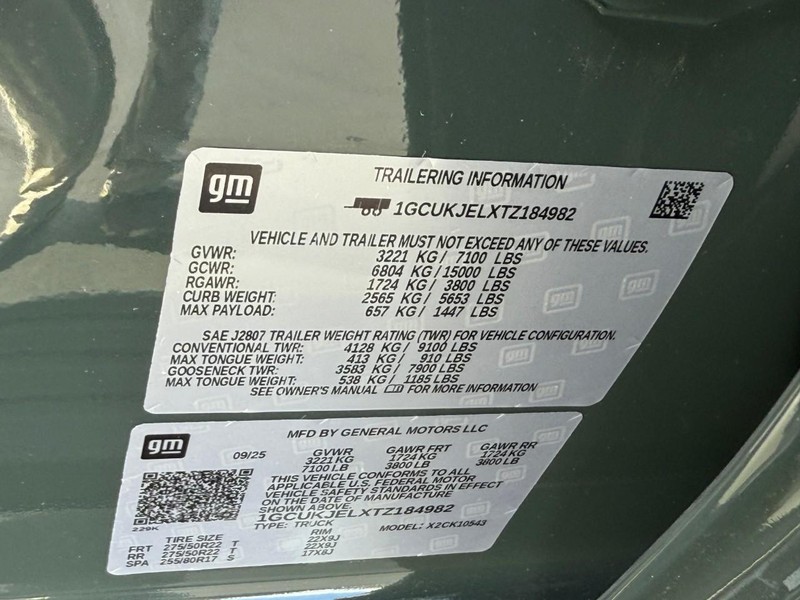 gm
TRAILERING INFORMATION
1GCUKJELXTZ184982
VEHICLE AND TRAILER MUST NOT EXCEED ANY OF THESE VALUES.
GVWR: 3221 KG / 7100 LBS
GCWR: 6804 KG / 15000 LBS
RGAWR: 1724 KG / 3800 LBS
CURB WEIGHT: 2565 KG / 5653 LBS
MAX PAYLOAD: 657 KG / 1447 LBS
SAE J2807 TRAILER WEIGHT RATING (TWR) FOR VEHICLE CONFIGURATION.
CONVENTIONAL TWR: 4128 KG / 9100 LBS
MAX TONGUE WEIGHT: 413 KG / 910 LBS
GOOSENECK TWR: 3583 KG / 7900 LBS
MAX TONGUE WEIGHT: 538 KG / 1185 LBS
SEE OWNER'S MANUAL FOR MORE INFORMATION
gm
MFD BY GENERAL MOTORS LLC
09/25 GVWR GAWR FRT GAWR RR
3221 KG 1724 KG 1724 KG
7100 LB 3800 LB 3800 LB
THIS VEHICLE CONFORMS TO ALL
APPLICABLE U.S. FEDERAL MOTOR
VEHICLE SAFETY STANDARDS IN EFFECT
ON THE DATE OF MANUFACTURE
SHOWN ABOVE.
1GCUKJELXTZ184982
229K TYPE: TRUCK MODEL: X2CK10543
TIRE SIZE RIM
FRT 275/50R22 T 22X9J
RR 275/50R22 T 22X9J
SPA 255/80R17 S 17X8J